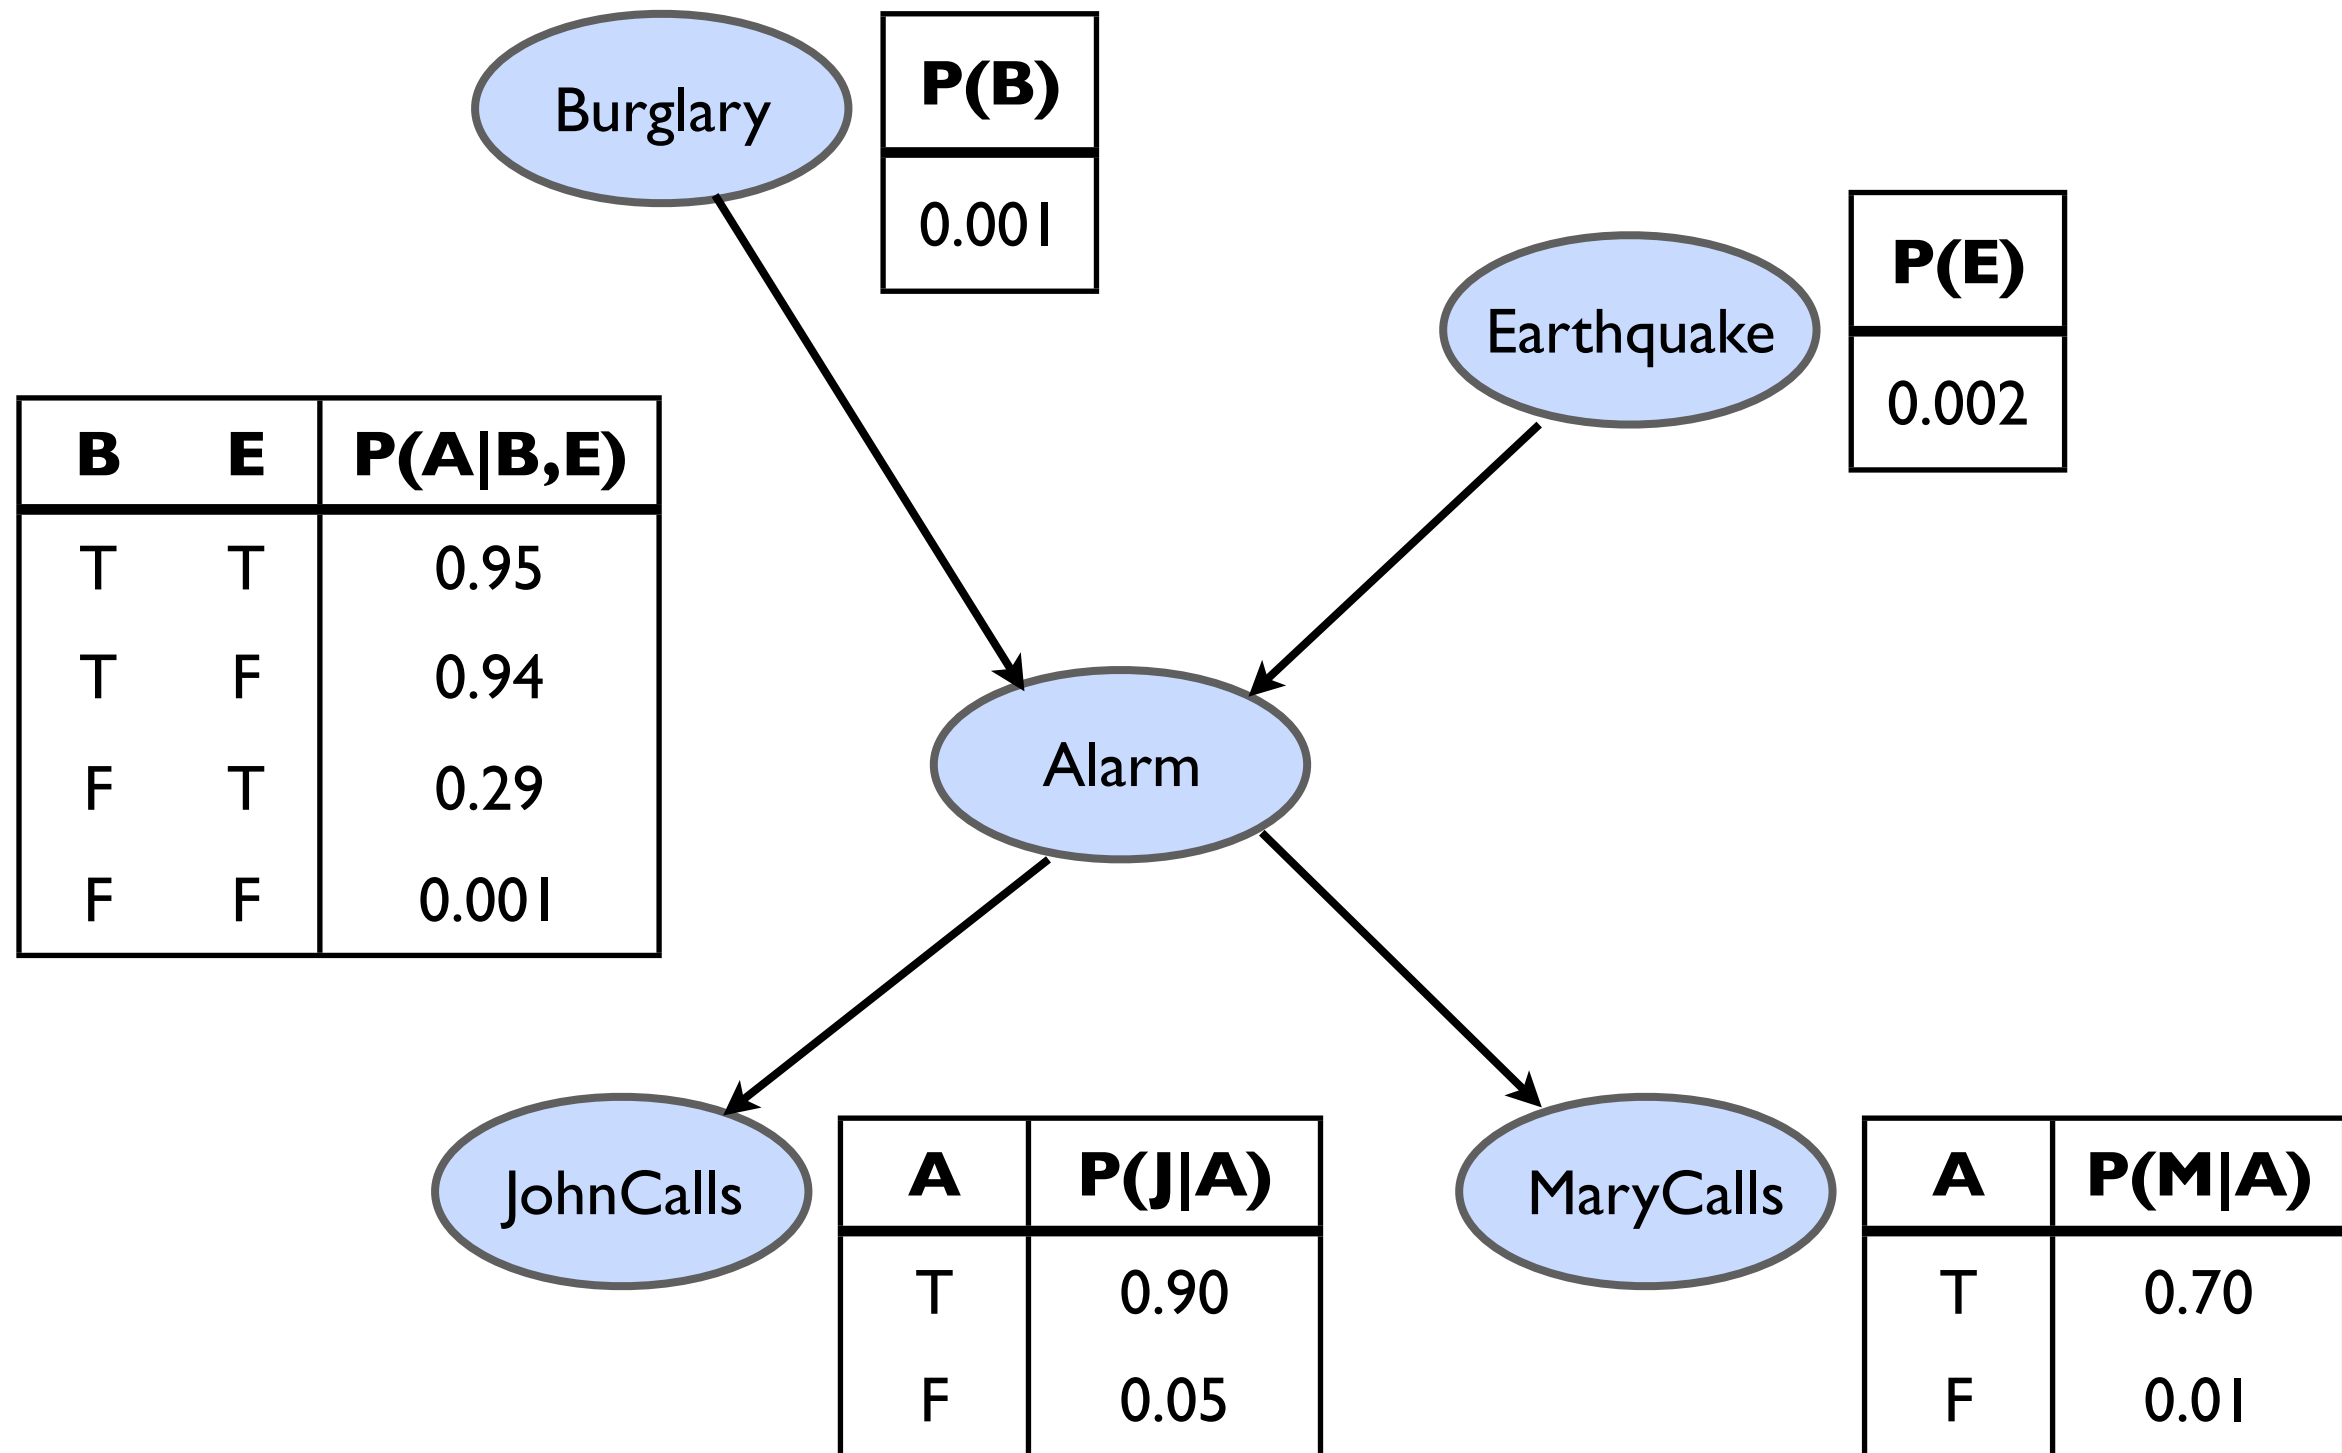 Burglary
P(B)
0.001
Earthquake
P(E)
0.002
B E P(A|B,E)
T T 0.95
T F 0.94
F T 0.29
F F 0.001
Alarm
JohnCalls
A P(J|A)
T 0.90
F 0.05
MaryCalls
A P(M|A)
T 0.70
F 0.01